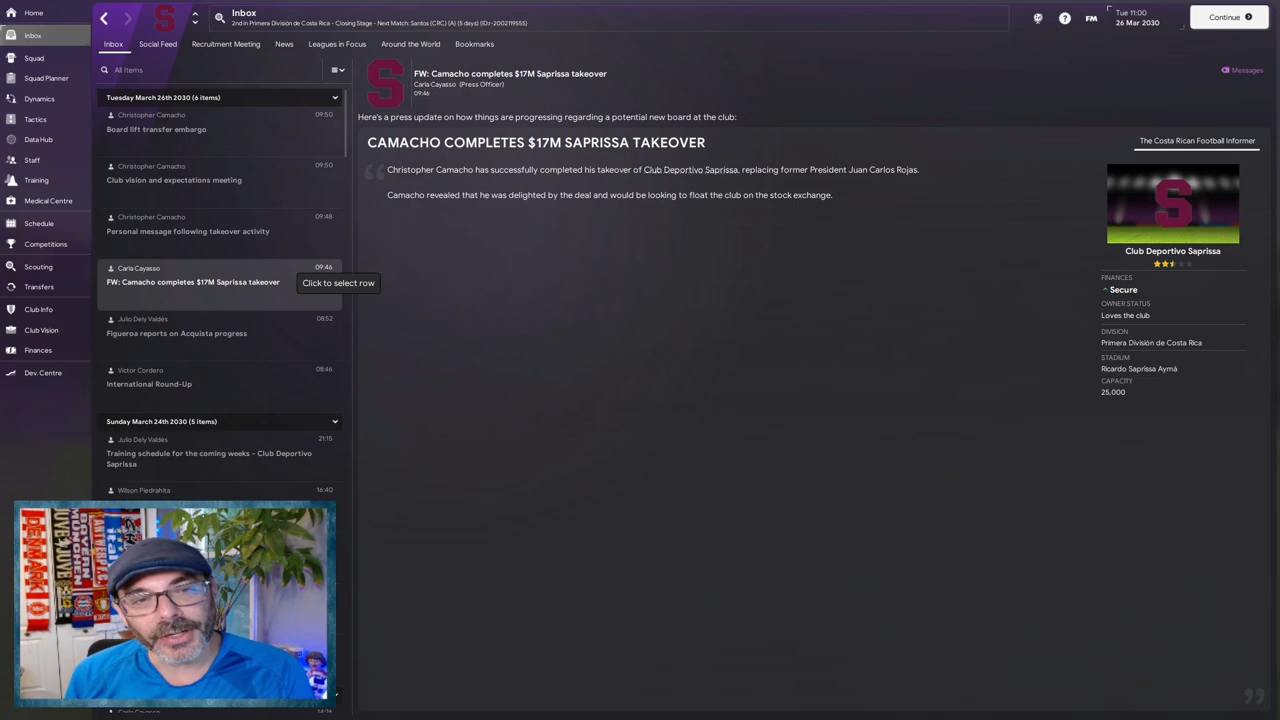 Home
Inbox
Squad
Squad Planner
Dynamics
Tactics
Data Hub
Staff
Training
Medical Centre
Schedule
Competitions
Scouting
Transfers
Club Info
Club Vision
Finances
Dev. Centre
S
Inbox
2nd in Primera División de Costa Rica - Closing Stage - Next Match: Santos (CRC) (A) (5 days) (ID:r-2002119555)
?
FM
Tue 11:00
26 Mar 2030
Continue
Inbox
Social Feed
Recruitment Meeting
News
Leagues in Focus
Around the World
Bookmarks
All Items
Tuesday March 26th 2030 (6 items)
Christopher Camacho 09:50
Board lift transfer embargo
Christopher Camacho 09:50
Club vision and expectations meeting
Christopher Camacho 09:48
Personal message following takeover activity
Carla Cayasso 09:46
FW: Camacho completes $17M Saprissa takeover
Click to select row
Julio Dely Valdés 08:52
Figueroa reports on Acquista progress
Victor Cordero 08:46
International Round-Up
Sunday March 24th 2030 (5 items)
Julio Dely Valdés 21:15
Training schedule for the coming weeks - Club Deportivo
Saprissa
Wilson Piedrahita 16:40
DENMARK
JUVE JUVE
BAYERN
MÜNCHEN
ANTWERP F.C.
Carla Cayasso 14:26
S
FW: Camacho completes $17M Saprissa takeover
Carla Cayasso (Press Officer)
09:46
Messages
Here's a press update on how things are progressing regarding a potential new board at the club:
CAMACHO COMPLETES $17M SAPRISSA TAKEOVER
The Costa Rican Football Informer
Christopher Camacho has successfully completed his takeover of Club Deportivo Saprissa, replacing former President Juan Carlos Rojas.
Camacho revealed that he was delighted by the deal and would be looking to float the club on the stock exchange.
S
Club Deportivo Saprissa
FINANCES
Secure
OWNER STATUS
Loves the club
DIVISION
Primera División de Costa Rica
STADIUM
Ricardo Saprissa Aymá
CAPACITY
25,000